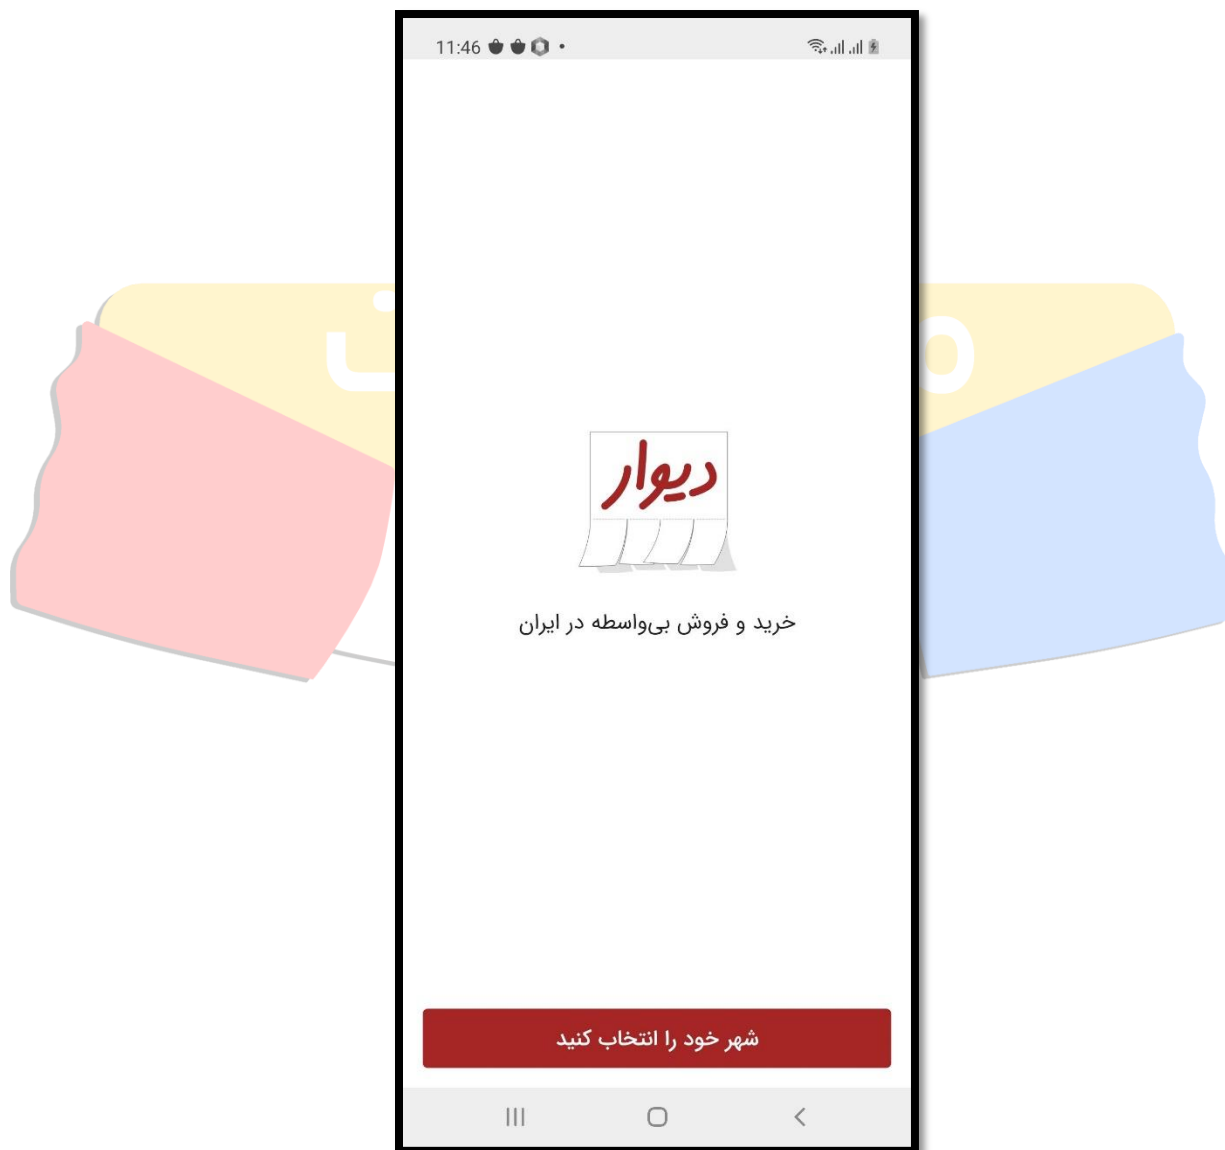 11:46
دیوار
خرید و فروش بی‌واسطه در ایران
شهر خود را انتخاب کنید